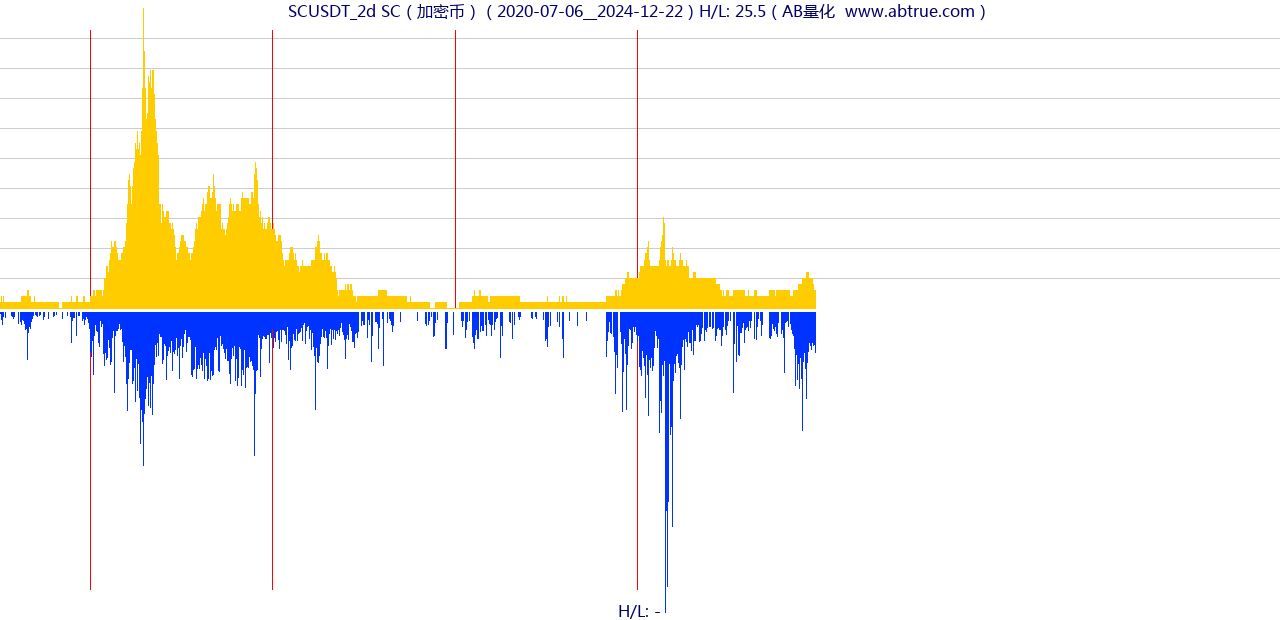 SCUSDT_2d SC（加密币）（2020-07-06__2024-12-22）H/L: 25.5（AB量化  www.abtrue.com）
H/L: -